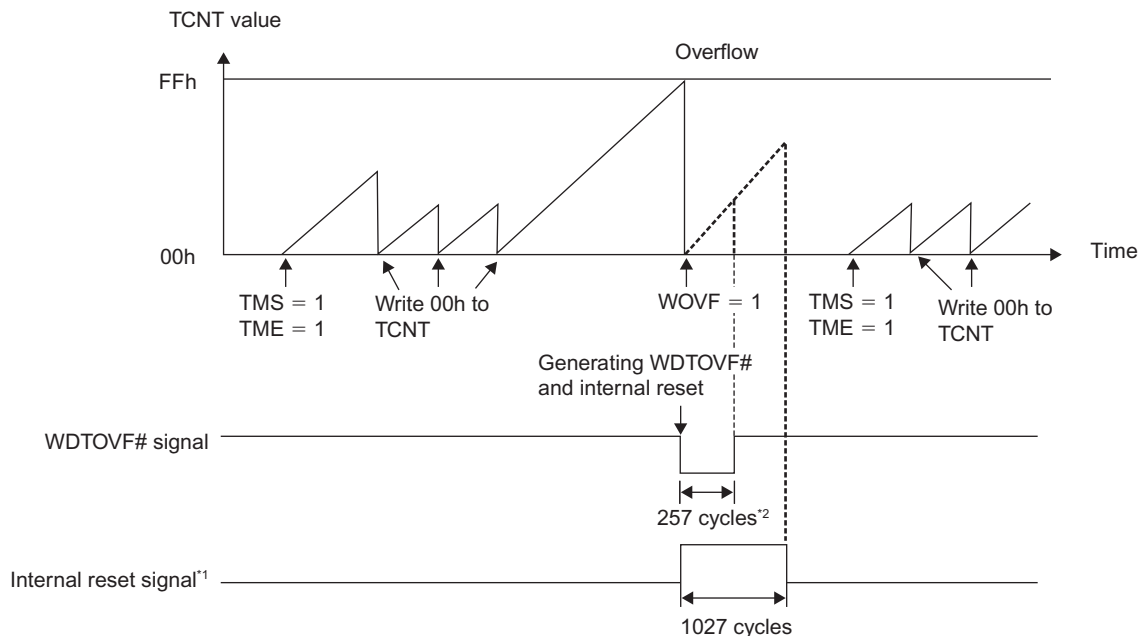 TCNT value
Overflow
FFh
00h
Time
TMS = 1
TME = 1
Write 00h to
TCNT
WOVF = 1
TMS = 1
TME = 1
Write 00h to
TCNT
Generating WDTOVF#
and internal reset
WDTOVF# signal
257 cycles*2
Internal reset signal*1
1027 cycles